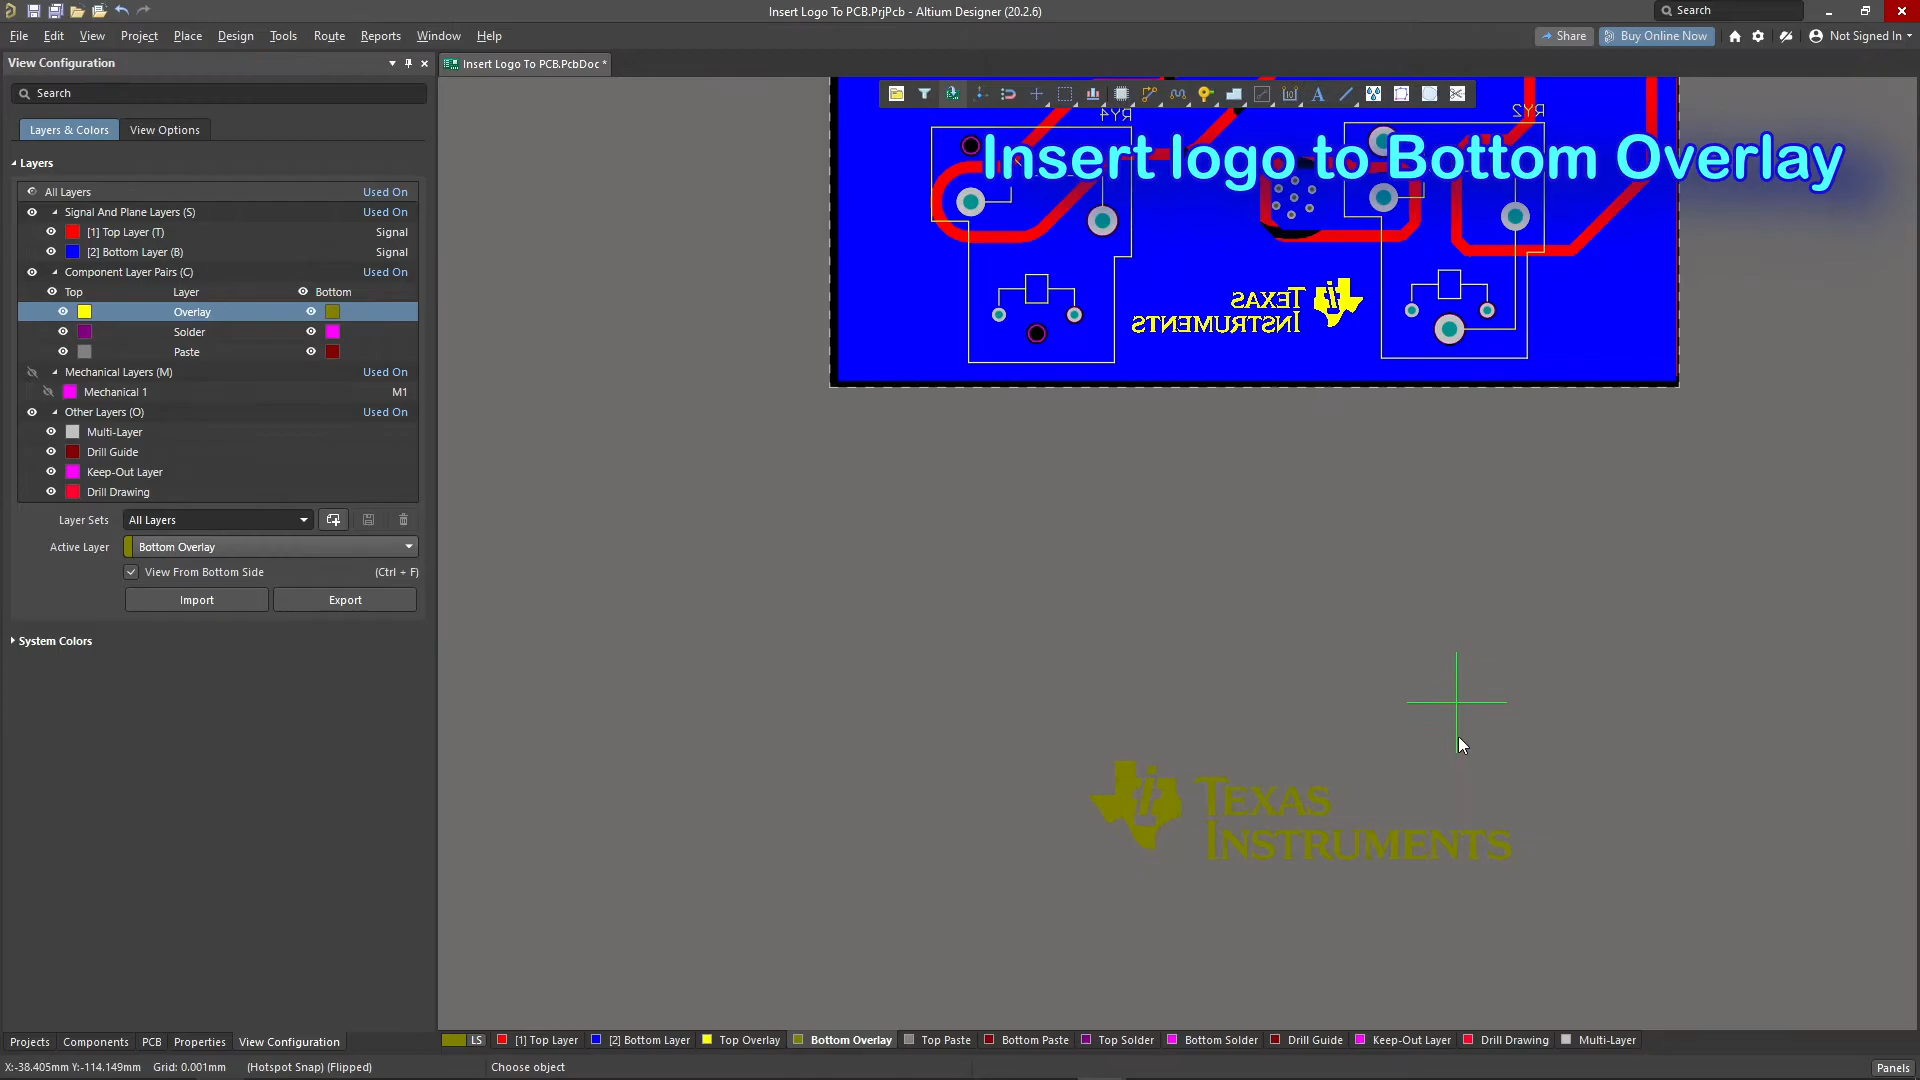 Insert Logo To PCB.PrjPcb - Altium Designer (20.2.6)
Search
File Edit View Project Place Design Tools Route Reports Window Help
Share Buy Online Now Not Signed In
View Configuration
Insert Logo To PCB.PcbDoc *
Search
Layers & Colors View Options
Layers
All Layers Used On
Signal And Plane Layers (S) Used On
[1] Top Layer (T) Signal
[2] Bottom Layer (B) Signal
Component Layer Pairs (C) Used On
Top Layer Bottom
Overlay
Solder
Paste
Mechanical Layers (M) Used On
Mechanical 1 M1
Other Layers (O) Used On
Multi-Layer
Drill Guide
Keep-Out Layer
Drill Drawing
Layer Sets All Layers
Active Layer Bottom Overlay
View From Bottom Side (Ctrl + F)
Import Export
System Colors
RY4
RY2
Insert logo to Bottom Overlay
TEXAS
INSTRUMENTS
TEXAS
INSTRUMENTS
Projects Components PCB Properties View Configuration
LS [1] Top Layer [2] Bottom Layer Top Overlay Bottom Overlay Top Paste Bottom Paste Top Solder Bottom Solder Drill Guide Keep-Out Layer Drill Drawing Multi-Layer
X:-38.405mm Y:-114.149mm Grid: 0.001mm (Hotspot Snap) (Flipped) Choose object Panels